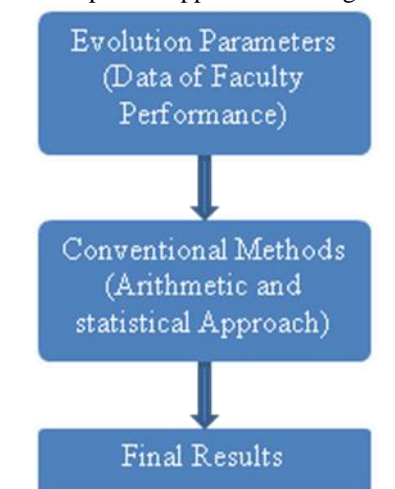 Evolution Parameters
(Data of Faculty
Performance)
Conventional Methods
(Arithmetic and
statistical Approach)
Final Results